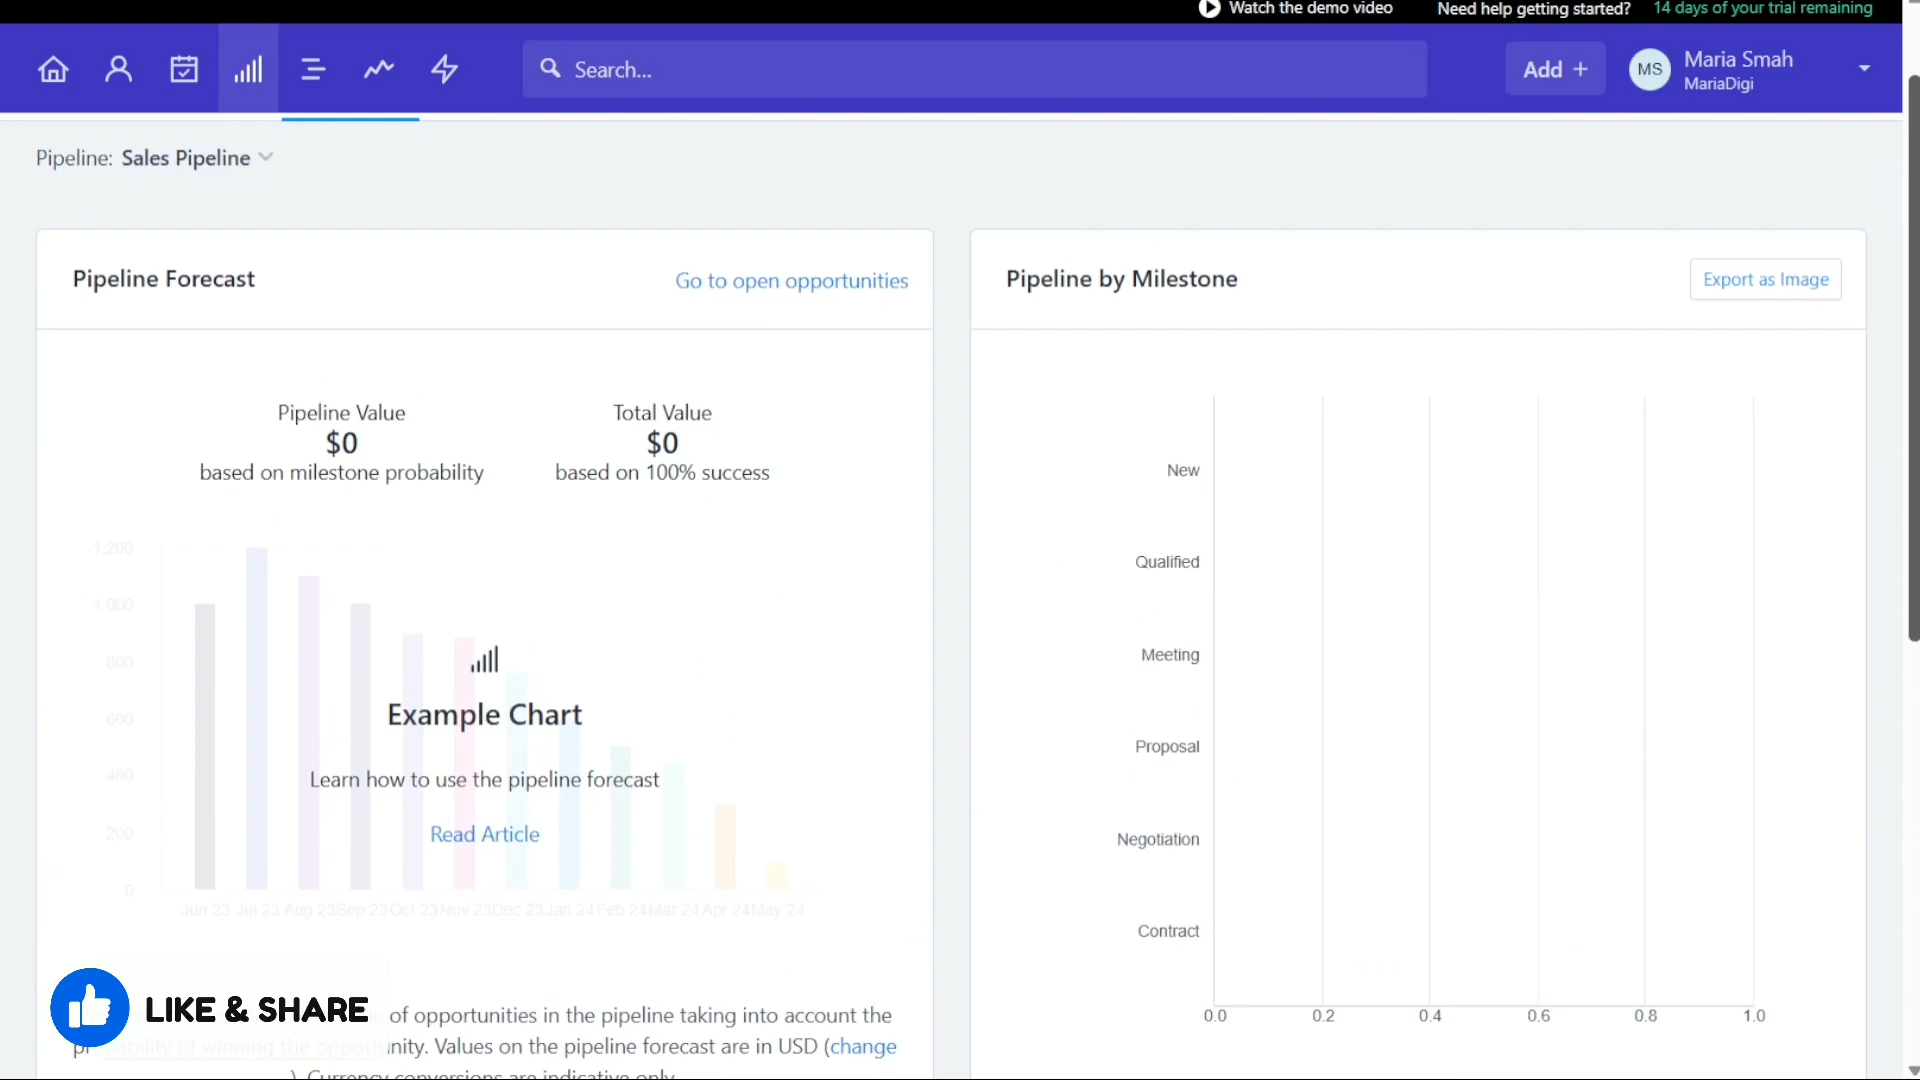 Watch the demo video
Need help getting started?
14 days of your trial remaining
Search...
Add +
MS
Maria Smah
MariaDigi
Pipeline: Sales Pipeline
Pipeline Forecast
Go to open opportunities
Pipeline by Milestone
Export as Image
Pipeline Value
$0
based on milestone probability
Total Value
$0
based on 100% success
1,200
1,000
800
600
400
200
0
Example Chart
Learn how to use the pipeline forecast
Read Article
Jun 23 Jul 23 Aug 23 Sep 23 Oct 23 Nov 23 Dec 23 Jan 24 Feb 24 Mar 24 Apr 24 May 24
New
Qualified
Meeting
Proposal
Negotiation
Contract
0.0 0.2 0.4 0.6 0.8 1.0
LIKE & SHARE
of opportunities in the pipeline taking into account the
probability of winning the opportunity. Values on the pipeline forecast are in USD (change
). Currency conversions are indicative only